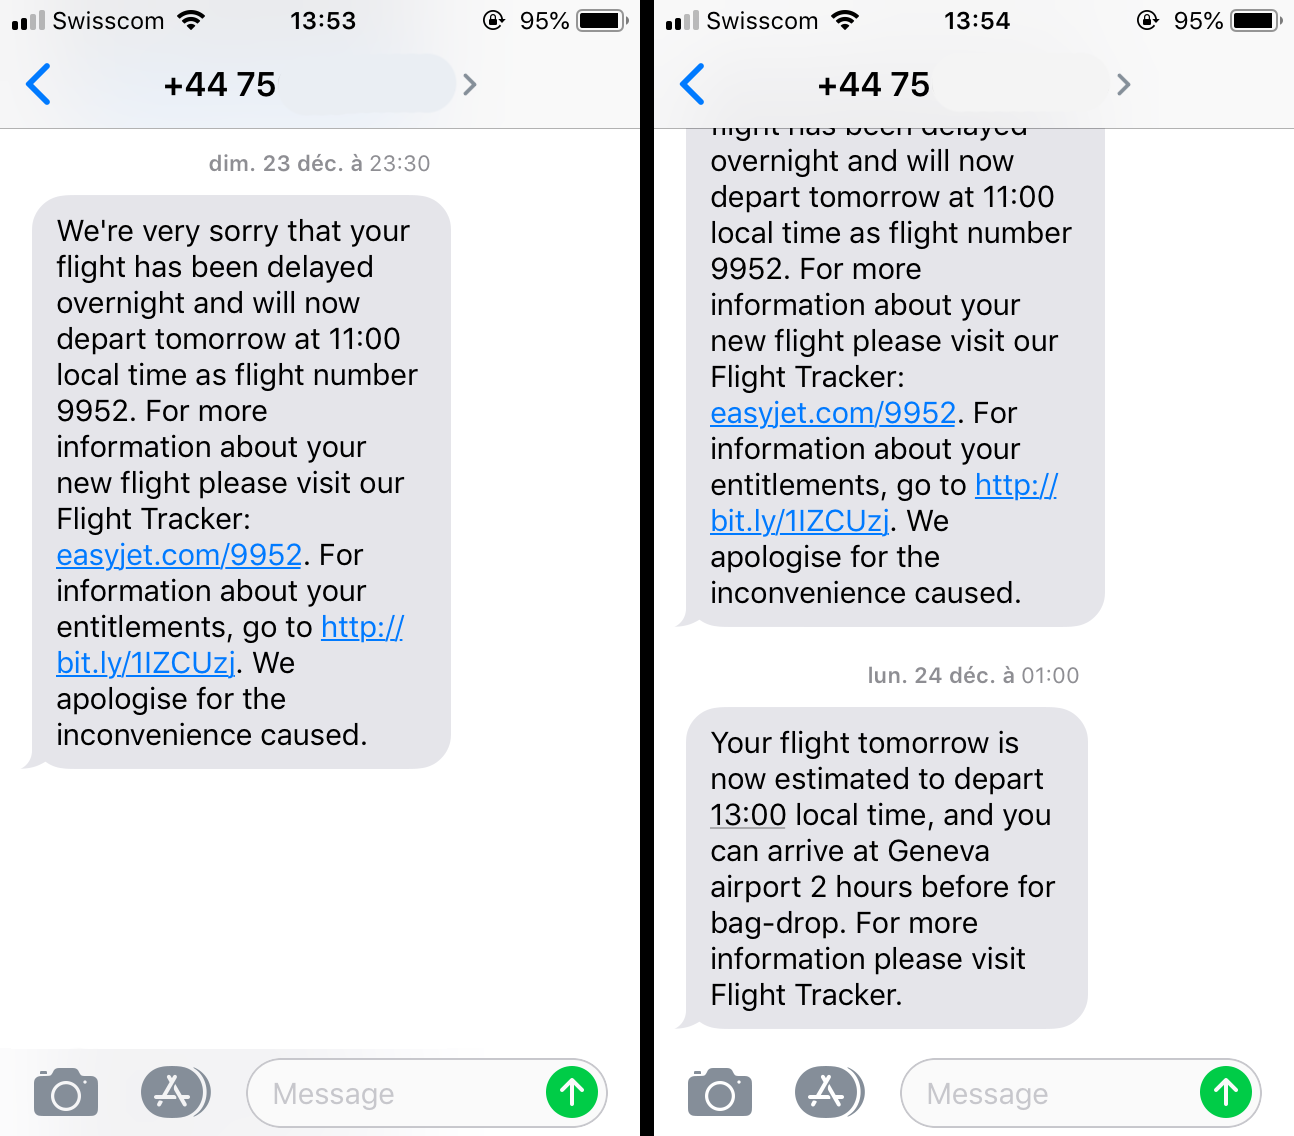 Swisscom 13:53 95%
+44 75
dim. 23 déc. à 23:30
We're very sorry that your
flight has been delayed
overnight and will now
depart tomorrow at 11:00
local time as flight number
9952. For more
information about your
new flight please visit our
Flight Tracker:
easyjet.com/9952. For
information about your
entitlements, go to http://
bit.ly/1IZCUzj. We
apologise for the
inconvenience caused.
Message
Swisscom 13:54 95%
+44 75
flight has been delayed
overnight and will now
depart tomorrow at 11:00
local time as flight number
9952. For more
information about your
new flight please visit our
Flight Tracker:
easyjet.com/9952. For
information about your
entitlements, go to http://
bit.ly/1IZCUzj. We
apologise for the
inconvenience caused.
lun. 24 déc. à 01:00
Your flight tomorrow is
now estimated to depart
13:00 local time, and you
can arrive at Geneva
airport 2 hours before for
bag-drop. For more
information please visit
Flight Tracker.
Message